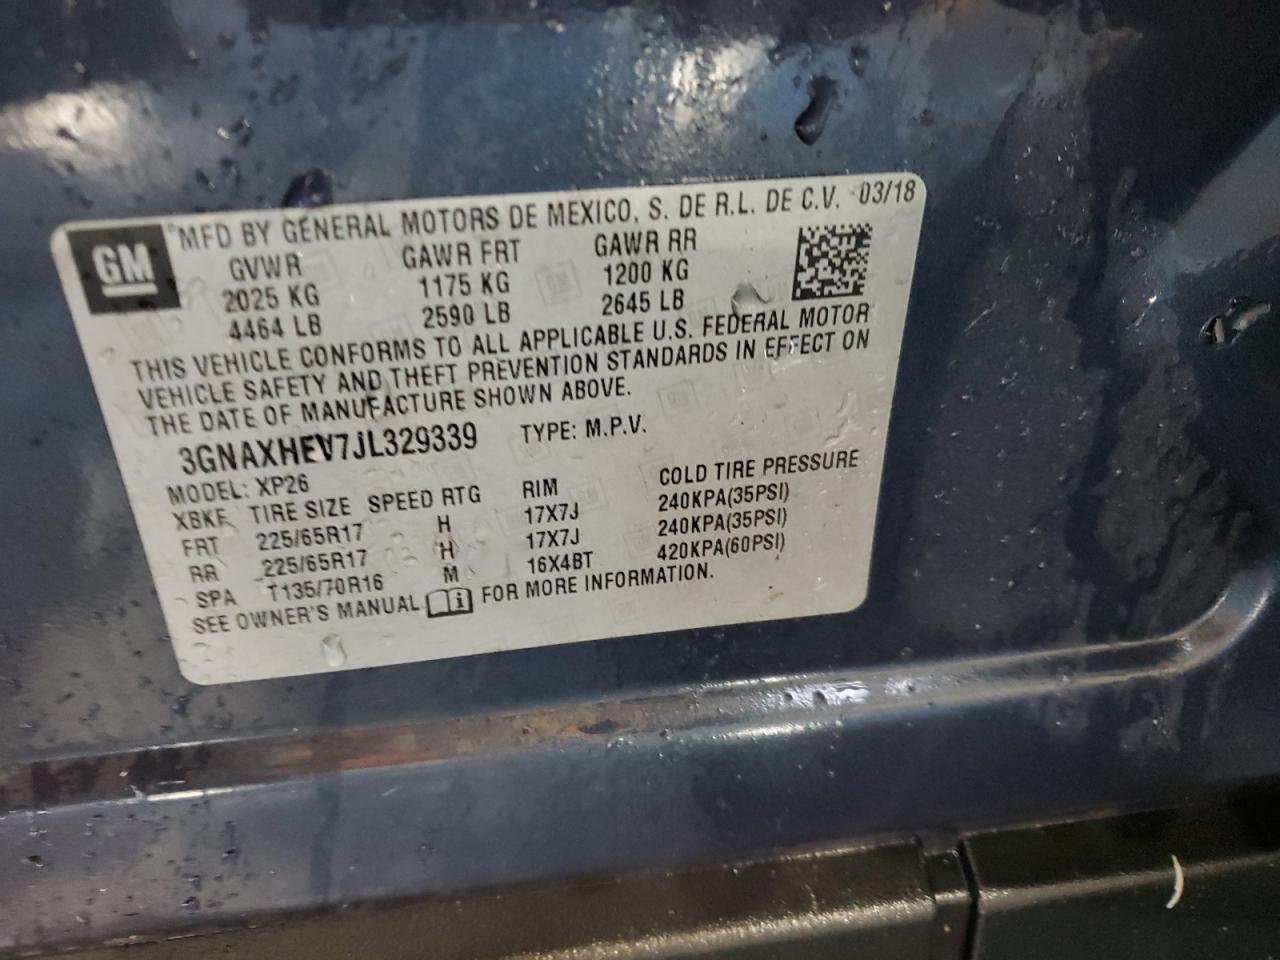 GM
MFD BY GENERAL MOTORS DE MEXICO, S. DE R.L. DE C.V. 03/18
GVWR GAWR FRT GAWR RR
2025 KG 1175 KG 1200 KG
4464 LB 2590 LB 2645 LB
THIS VEHICLE CONFORMS TO ALL APPLICABLE U.S. FEDERAL MOTOR
VEHICLE SAFETY AND THEFT PREVENTION STANDARDS IN EFFECT ON
THE DATE OF MANUFACTURE SHOWN ABOVE.
3GNAXHEV7JL329339 TYPE: M.P.V.
MODEL: XP26
TIRE SIZE SPEED RTG RIM COLD TIRE PRESSURE
FRT 225/65R17 H 17X7J 240KPA(35PSI)
RR 225/65R17 H 17X7J 240KPA(35PSI)
SPA T135/70R16 M 16X4BT 420KPA(60PSI)
SEE OWNER'S MANUAL FOR MORE INFORMATION.